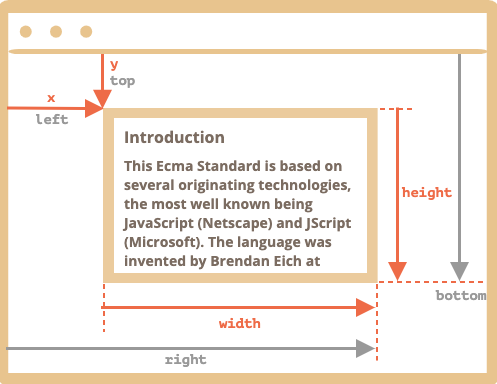 y
top
x
left
Introduction
This Ecma Standard is based on
several originating technologies,
the most well known being
JavaScript (Netscape) and JScript
(Microsoft). The language was
invented by Brendan Eich at
height
bottom
width
right